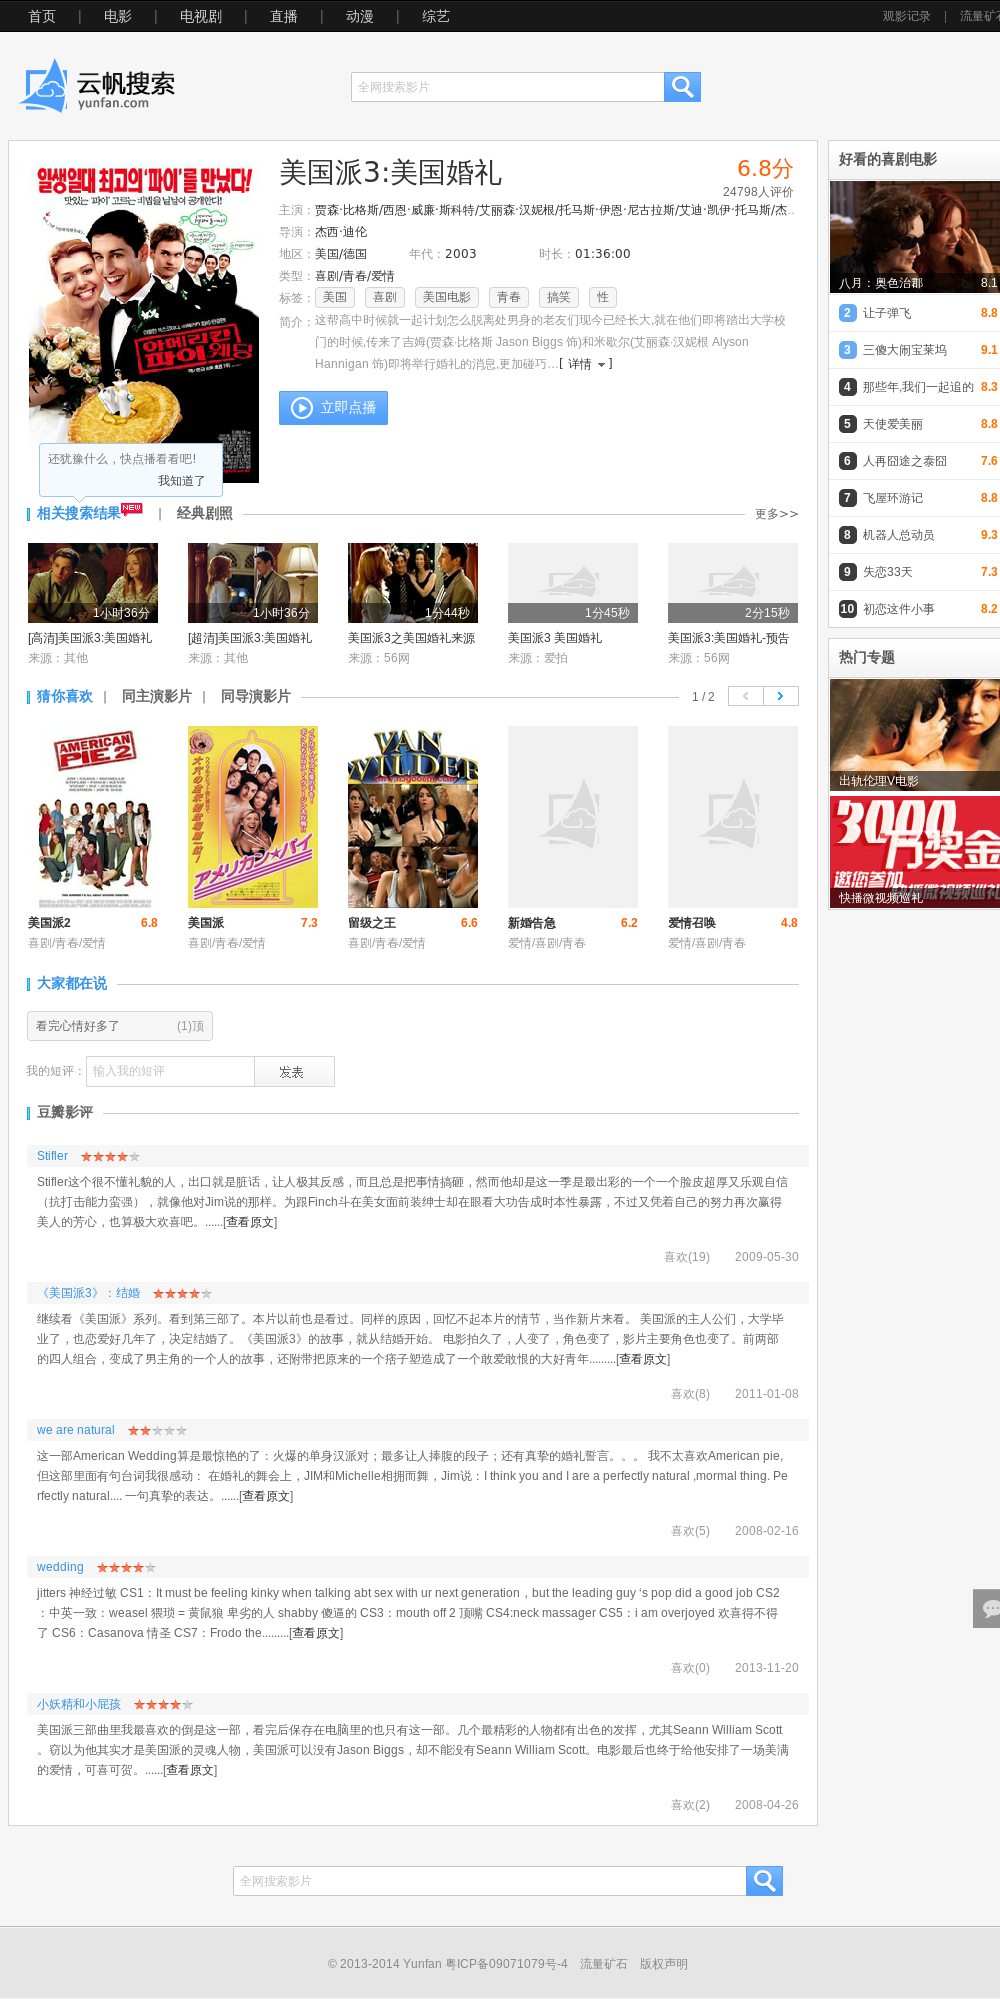 首页 | 电影 | 电视剧 | 直播 | 动漫 | 综艺
观影记录 | 流量矿石
云帆搜索
yunfan.com
全网搜索影片
일생일대 최고의 '파이'를 만났다!
아메리칸
파이 웨딩
美国派3:美国婚礼
6.8分
24798人评价
主演：贾森·比格斯/西恩·威廉·斯科特/艾丽森·汉妮根/托马斯·伊恩·尼古拉斯/艾迪·凯伊·托马斯/杰..
导演：杰西·迪伦
地区：美国/德国 年代：2003 时长：01:36:00
类型：喜剧/青春/爱情
标签： 美国 喜剧 美国电影 青春 搞笑 性
简介：这帮高中时候就一起计划怎么脱离处男身的老友们现今已经长大,就在他们即将踏出大学校
门的时候,传来了吉姆(贾森·比格斯 Jason Biggs 饰)和米歇尔(艾丽森·汉妮根 Alyson
Hannigan 饰)即将举行婚礼的消息,更加碰巧…[ 详情 ]
立即点播
还犹豫什么，快点播看看吧!
我知道了
相关搜索结果 NEW | 经典剧照
更多>>
1小时36分
1小时36分
1分44秒
1分45秒
2分15秒
[高清]美国派3:美国婚礼
[超清]美国派3:美国婚礼
美国派3之美国婚礼来源
美国派3 美国婚礼
美国派3:美国婚礼-预告
来源：其他
来源：其他
来源：56网
来源：爱拍
来源：56网
猜你喜欢 | 同主演影片 | 同导演影片
1 / 2
AMERICAN
PIE 2
アメリカン★パイ
VAN
WILDER
美国派2 6.8
美国派 7.3
留级之王 6.6
新婚告急 6.2
爱情召唤 4.8
喜剧/青春/爱情
喜剧/青春/爱情
喜剧/青春/爱情
爱情/喜剧/青春
爱情/喜剧/青春
大家都在说
看完心情好多了 (1)顶
我的短评： 输入我的短评 发表
豆瓣影评
Stifler
Stifler这个很不懂礼貌的人，出口就是脏话，让人极其反感，而且总是把事情搞砸，然而他却是这一季是最出彩的一个一个脸皮超厚又乐观自信
（抗打击能力蛮强），就像他对Jim说的那样。为跟Finch斗在美女面前装绅士却在眼看大功告成时本性暴露，不过又凭着自己的努力再次赢得
美人的芳心，也算极大欢喜吧。......[查看原文]
喜欢(19) 2009-05-30
《美国派3》：结婚
继续看《美国派》系列。看到第三部了。本片以前也是看过。同样的原因，回忆不起本片的情节，当作新片来看。 美国派的主人公们，大学毕
业了，也恋爱好几年了，决定结婚了。《美国派3》的故事，就从结婚开始。 电影拍久了，人变了，角色变了，影片主要角色也变了。前两部
的四人组合，变成了男主角的一个人的故事，还附带把原来的一个痞子塑造成了一个敢爱敢恨的大好青年.........[查看原文]
喜欢(8) 2011-01-08
we are natural
这一部American Wedding算是最惊艳的了：火爆的单身汉派对；最多让人捧腹的段子；还有真挚的婚礼誓言。。。 我不太喜欢American pie,
但这部里面有句台词我很感动： 在婚礼的舞会上，JIM和Michelle相拥而舞，Jim说：I think you and I are a perfectly natural ,mormal thing. Pe
rfectly natural.... 一句真挚的表达。......[查看原文]
喜欢(5) 2008-02-16
wedding
jitters 神经过敏 CS1：It must be feeling kinky when talking abt sex with ur next generation，but the leading guy ‘s pop did a good job CS2
：中英一致：weasel 猥琐 = 黄鼠狼 卑劣的人 shabby 傻逼的 CS3：mouth off 2 顶嘴 CS4:neck massager CS5：i am overjoyed 欢喜得不得
了 CS6：Casanova 情圣 CS7：Frodo the.........[查看原文]
喜欢(0) 2013-11-20
小妖精和小屁孩
美国派三部曲里我最喜欢的倒是这一部，看完后保存在电脑里的也只有这一部。几个最精彩的人物都有出色的发挥，尤其Seann William Scott
。窃以为他其实才是美国派的灵魂人物，美国派可以没有Jason Biggs，却不能没有Seann William Scott。电影最后也终于给他安排了一场美满
的爱情，可喜可贺。......[查看原文]
喜欢(2) 2008-04-26
好看的喜剧电影
八月：奥色治郡 8.1
2 让子弹飞 8.8
3 三傻大闹宝莱坞 9.1
4 那些年,我们一起追的 8.3
5 天使爱美丽 8.8
6 人再囧途之泰囧 7.6
7 飞屋环游记 8.8
8 机器人总动员 9.3
9 失恋33天 7.3
10 初恋这件小事 8.2
热门专题
出轨伦理V电影
3000
万奖金
邀您参加
快播微视频巡礼
全网搜索影片
© 2013-2014 Yunfan 粤ICP备09071079号-4 流量矿石 版权声明